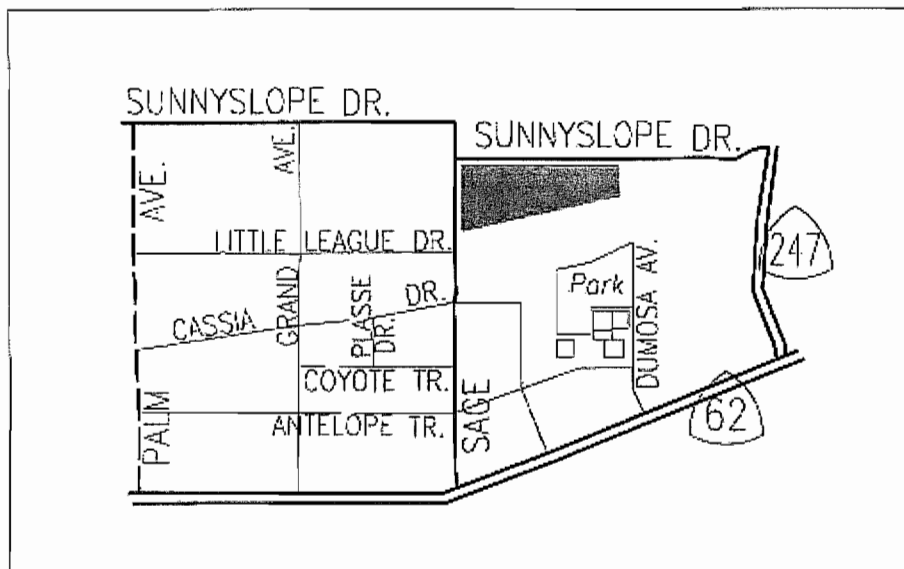 SUNNYSLOPE DR.
SUNNYSLOPE DR.
AVE.
AVE.
LITTLE LEAGUE DR.
247
Park
DUMOSA AV.
GRAND
PLASSE
DR.
CASSIA
DR.
COYOTE TR.
PALM
ANTELOPE TR.
SAGE
62